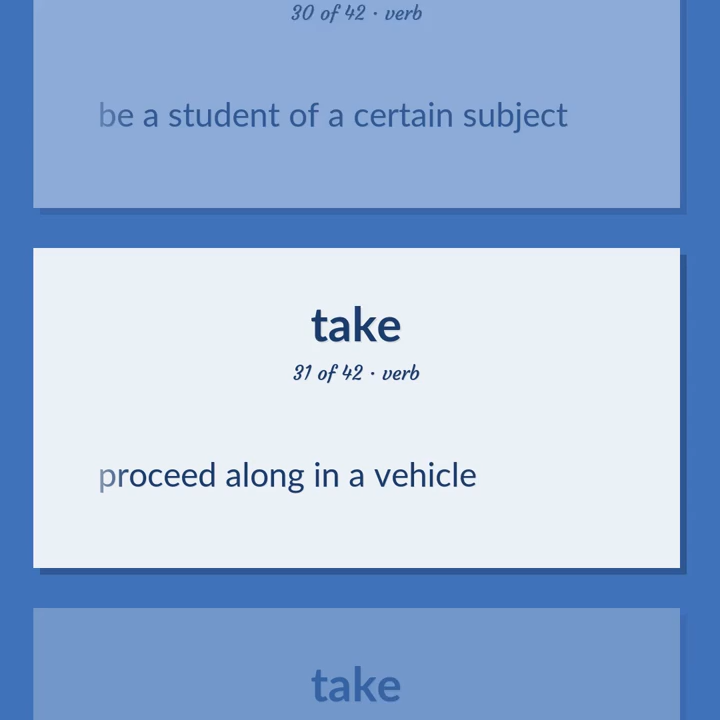 30 of 42 · verb
be a student of a certain subject
take
31 of 42 · verb
proceed along in a vehicle
take